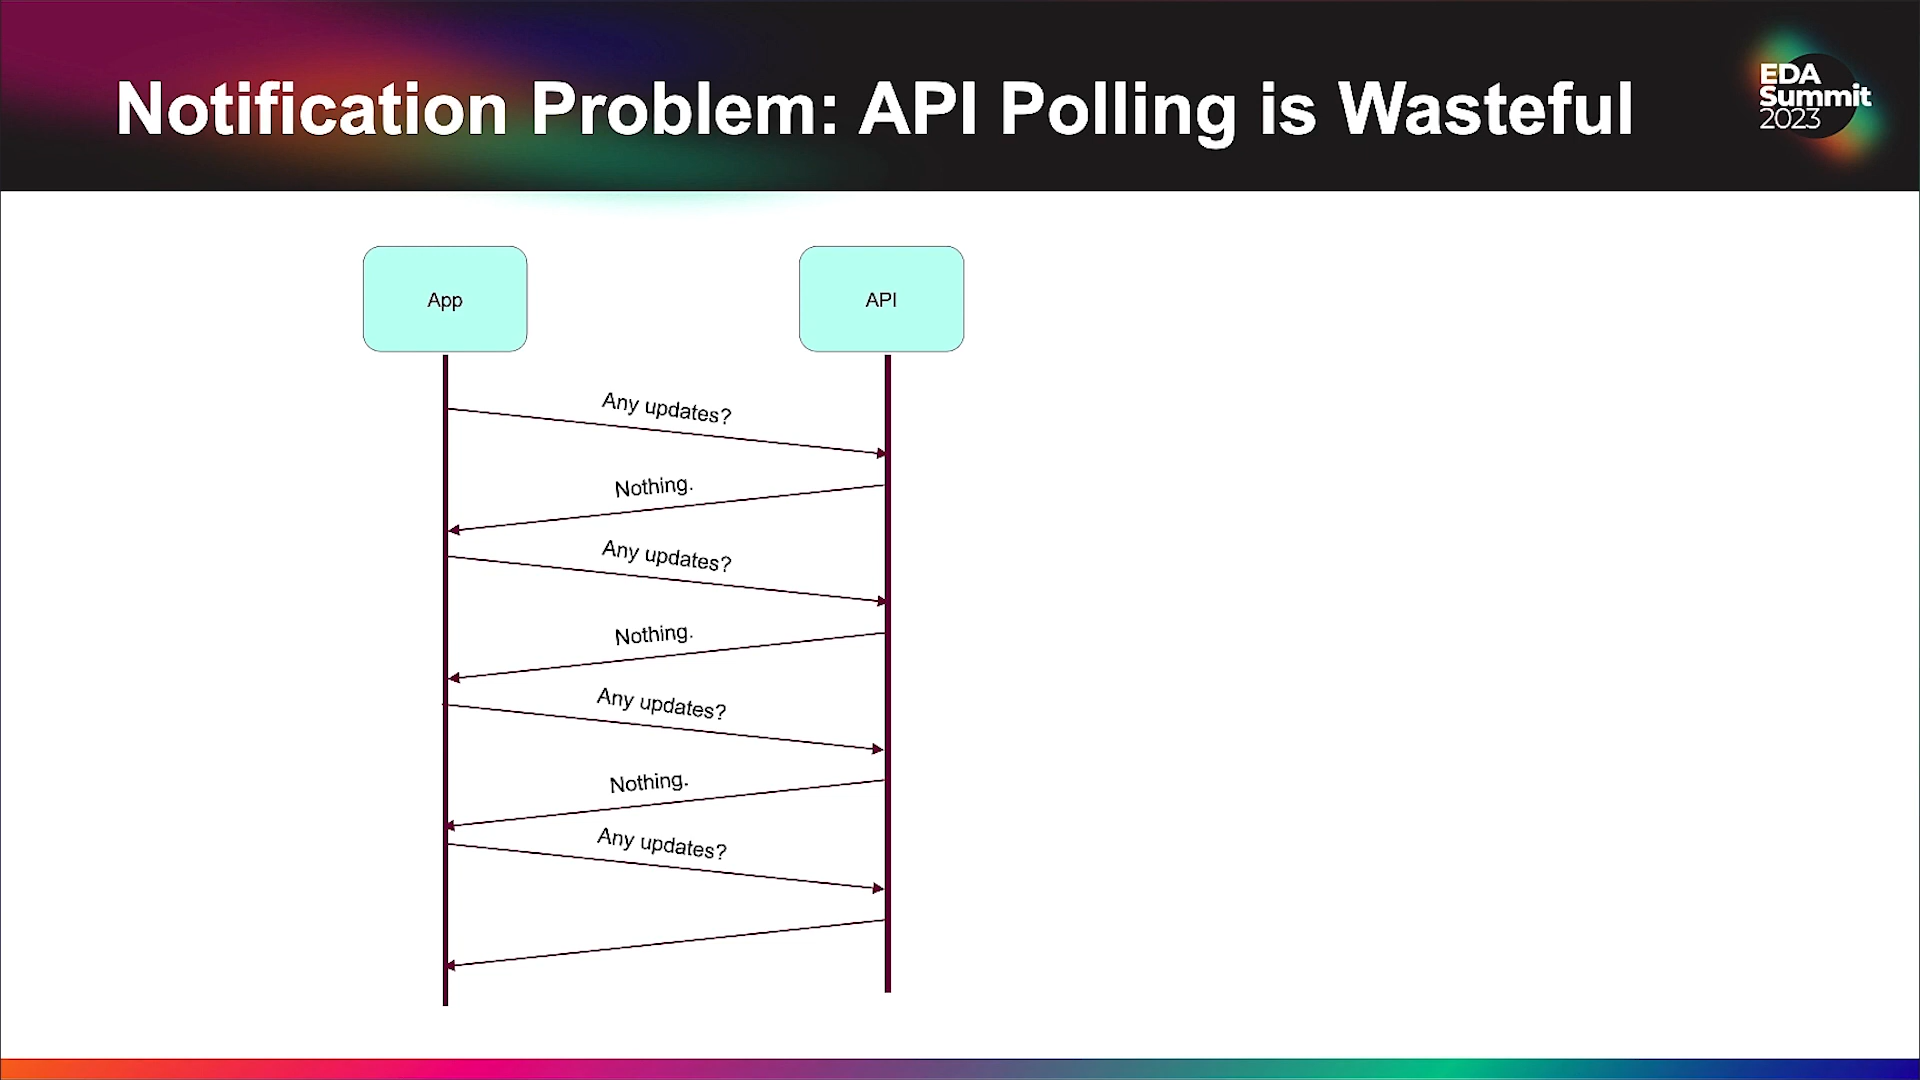 Notification Problem: API Polling is Wasteful
EDA
Summit
2023
App
API
Any updates?
Nothing.
Any updates?
Nothing.
Any updates?
Nothing.
Any updates?